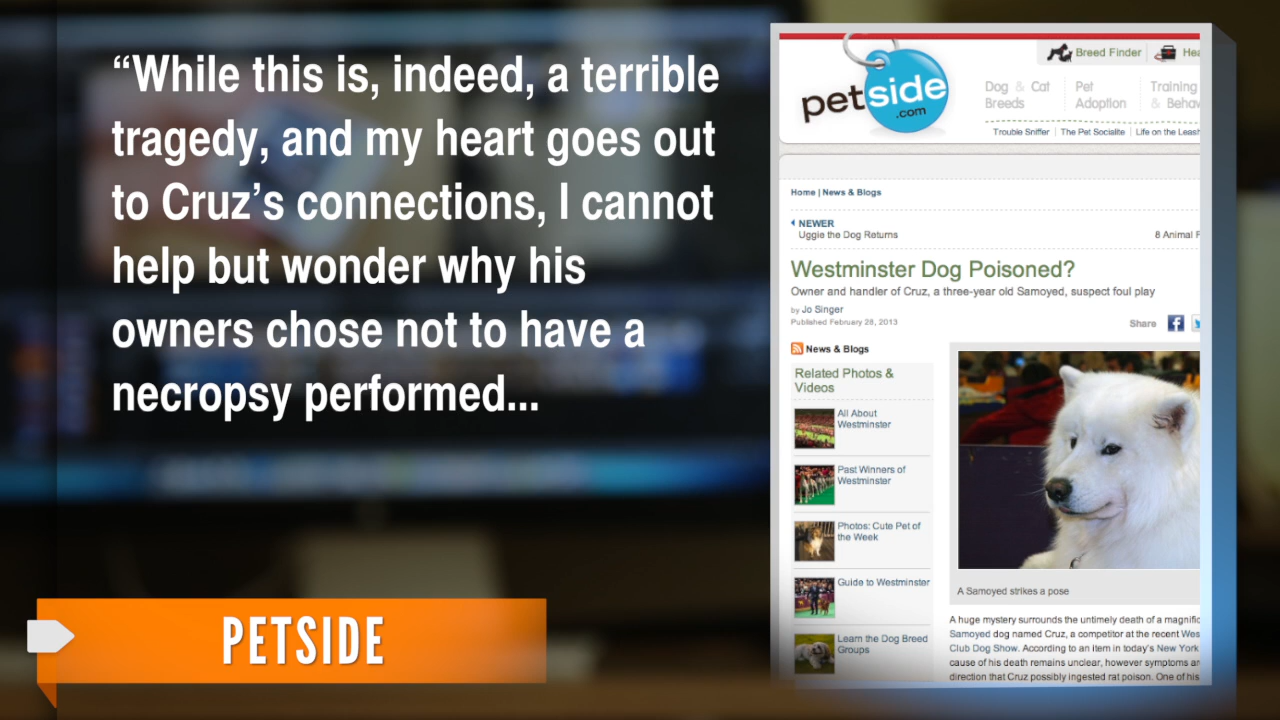 “While this is, indeed, a terrible
tragedy, and my heart goes out
to Cruz’s connections, I cannot
help but wonder why his
owners chose not to have a
necropsy performed...
PETSIDE
petside
.com
Breed Finder
Hea
Dog & Cat
Breeds
Pet
Adoption
Training
& Behav
Trouble Sniffer | The Pet Socialite | Life on the Leash
Home | News & Blogs
NEWER
Uggie the Dog Returns
8 Animal F
Westminster Dog Poisoned?
Owner and handler of Cruz, a three-year old Samoyed, suspect foul play
by Jo Singer
Published February 28, 2013
Share
News & Blogs
Related Photos &
Videos
All About
Westminster
Past Winners of
Westminster
Photos: Cute Pet of
the Week
Guide to Westminster
Learn the Dog Breed
Groups
A Samoyed strikes a pose
A huge mystery surrounds the untimely death of a magnific
Samoyed dog named Cruz, a competitor at the recent Wes
Club Dog Show. According to an item in today's New York
cause of his death remains unclear, however symptoms ar
direction that Cruz possibly ingested rat poison. One of his